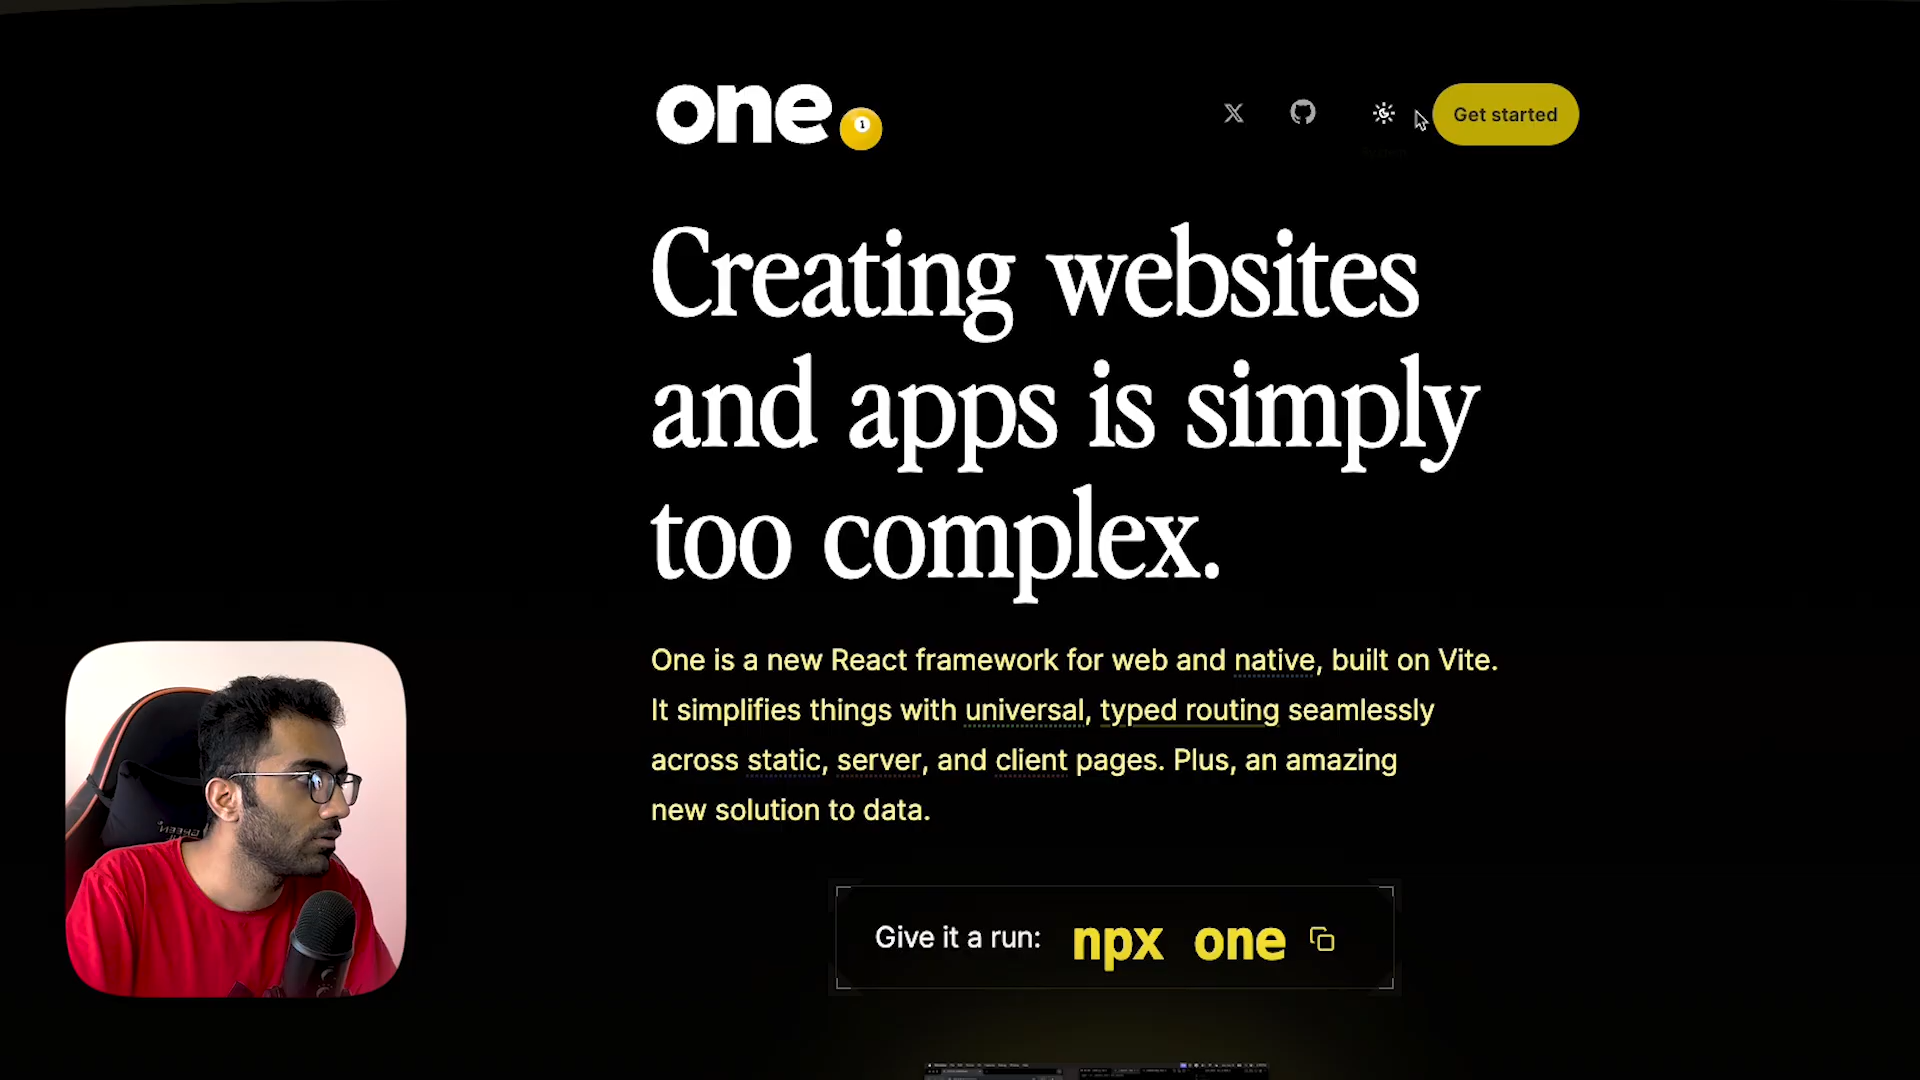 one
1
Get started
Creating websites
and apps is simply
too complex.
One is a new React framework for web and native, built on Vite.
It simplifies things with universal, typed routing seamlessly
across static, server, and client pages. Plus, an amazing
new solution to data.
Give it a run: npx one